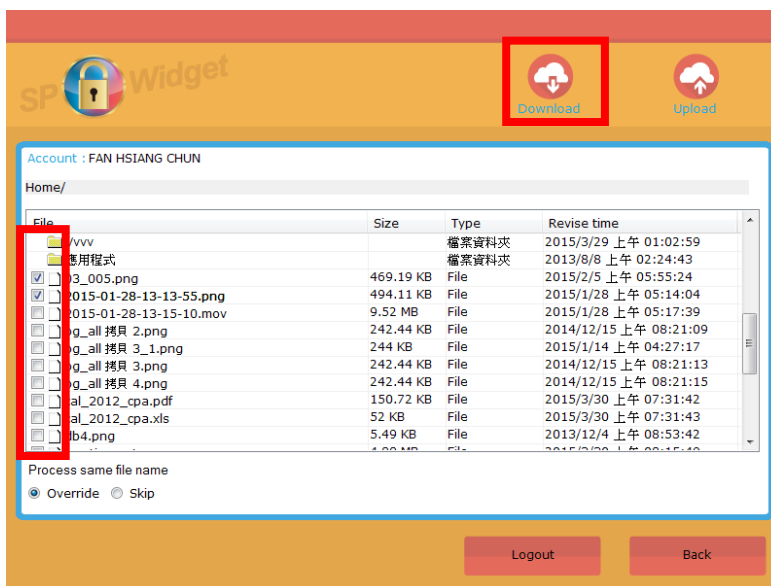 SP Widget
Download Upload
Account : FAN HSIANG CHUN
Home/
File Size Type Revise time
/vvv 檔案資料夾 2015/3/29 上午 01:02:59
應用程式 檔案資料夾 2013/8/8 上午 02:24:43
03_005.png 469.19 KB File 2015/2/5 上午 05:55:24
2015-01-28-13-13-55.png 494.11 KB File 2015/1/28 上午 05:14:04
2015-01-28-13-15-10.mov 9.52 MB File 2015/1/28 上午 05:17:39
bg_all 拷貝 2.png 242.44 KB File 2014/12/15 上午 08:21:09
bg_all 拷貝 3_1.png 244 KB File 2015/1/14 上午 04:27:17
bg_all 拷貝 3.png 242.44 KB File 2014/12/15 上午 08:21:13
bg_all 拷貝 4.png 242.44 KB File 2014/12/15 上午 08:21:15
cal_2012_cpa.pdf 150.72 KB File 2015/3/30 上午 07:31:42
cal_2012_cpa.xls 52 KB File 2015/3/30 上午 07:31:43
db4.png 5.49 KB File 2013/12/4 上午 08:53:42
Process same file name
Override Skip
Logout Back